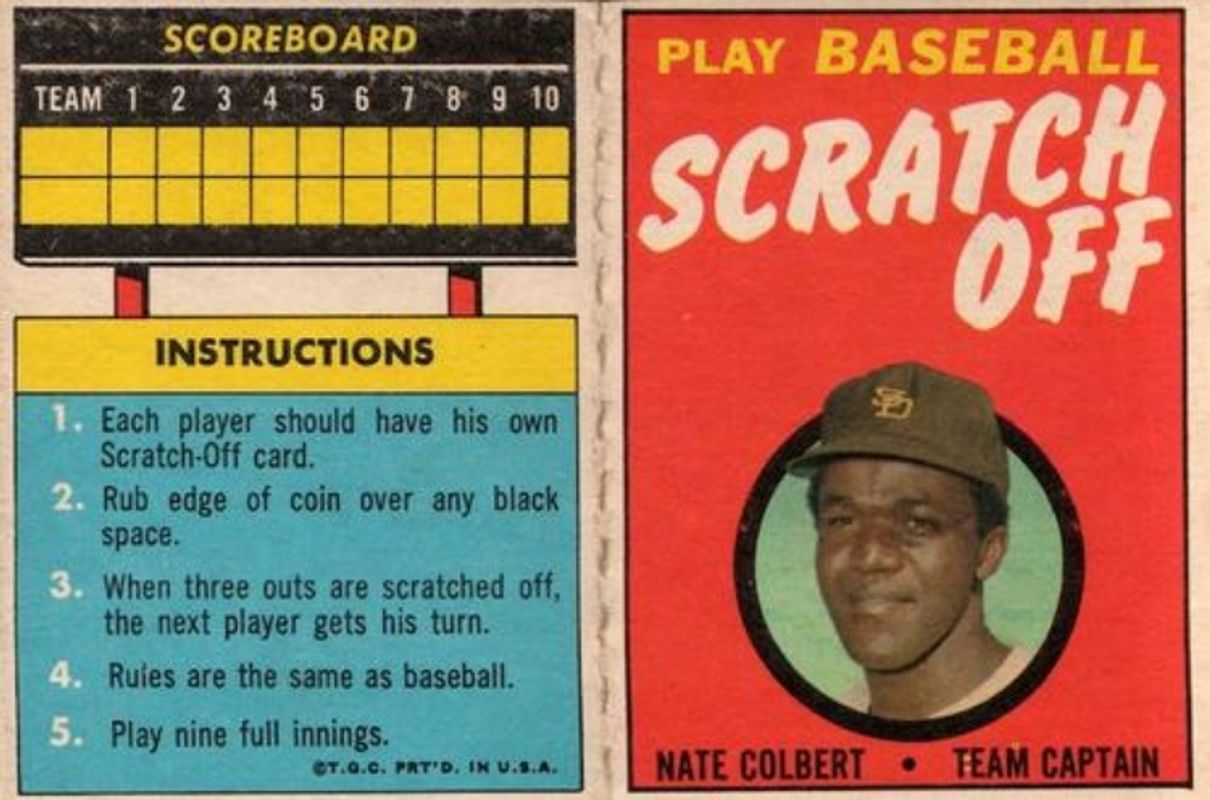 SCOREBOARD
TEAM 1 2 3 4 5 6 7 8 9 10
INSTRUCTIONS
1. Each player should have his own
Scratch-Off card.
2. Rub edge of coin over any black
space.
3. When three outs are scratched off,
the next player gets his turn.
4. Rules are the same as baseball.
5. Play nine full innings.
©T.G.C. PRT'D. IN U.S.A.
PLAY BASEBALL
SCRATCH
OFF
SD
NATE COLBERT • TEAM CAPTAIN